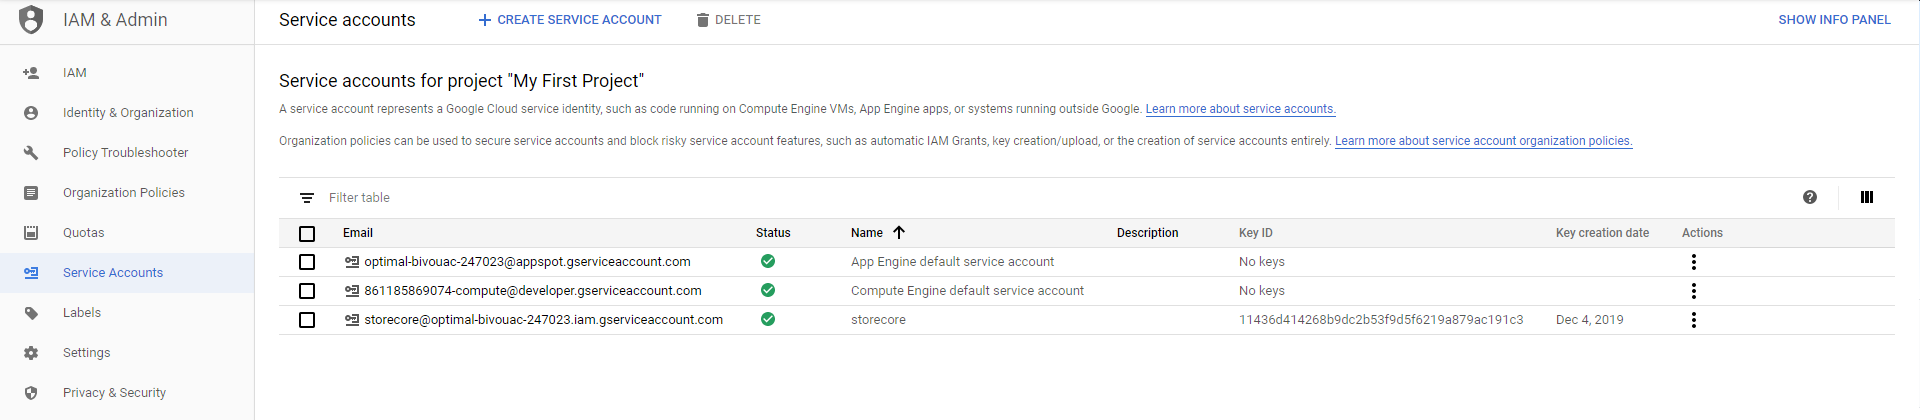 IAM & Admin
Service accounts
CREATE SERVICE ACCOUNT
DELETE
SHOW INFO PANEL
IAM
Identity & Organization
Policy Troubleshooter
Organization Policies
Quotas
Service Accounts
Labels
Settings
Privacy & Security
Service accounts for project "My First Project"
A service account represents a Google Cloud service identity, such as code running on Compute Engine VMs, App Engine apps, or systems running outside Google. Learn more about service accounts.
Organization policies can be used to secure service accounts and block risky service account features, such as automatic IAM Grants, key creation/upload, or the creation of service accounts entirely. Learn more about service account organization policies.
Filter table
Email Status Name Description Key ID Key creation date Actions
optimal-bivouac-247023@appspot.gserviceaccount.com App Engine default service account No keys
861185869074-compute@developer.gserviceaccount.com Compute Engine default service account No keys
storecore@optimal-bivouac-247023.iam.gserviceaccount.com storecore 11436d414268b9dc2b53f9d5f6219a879ac191c3 Dec 4, 2019